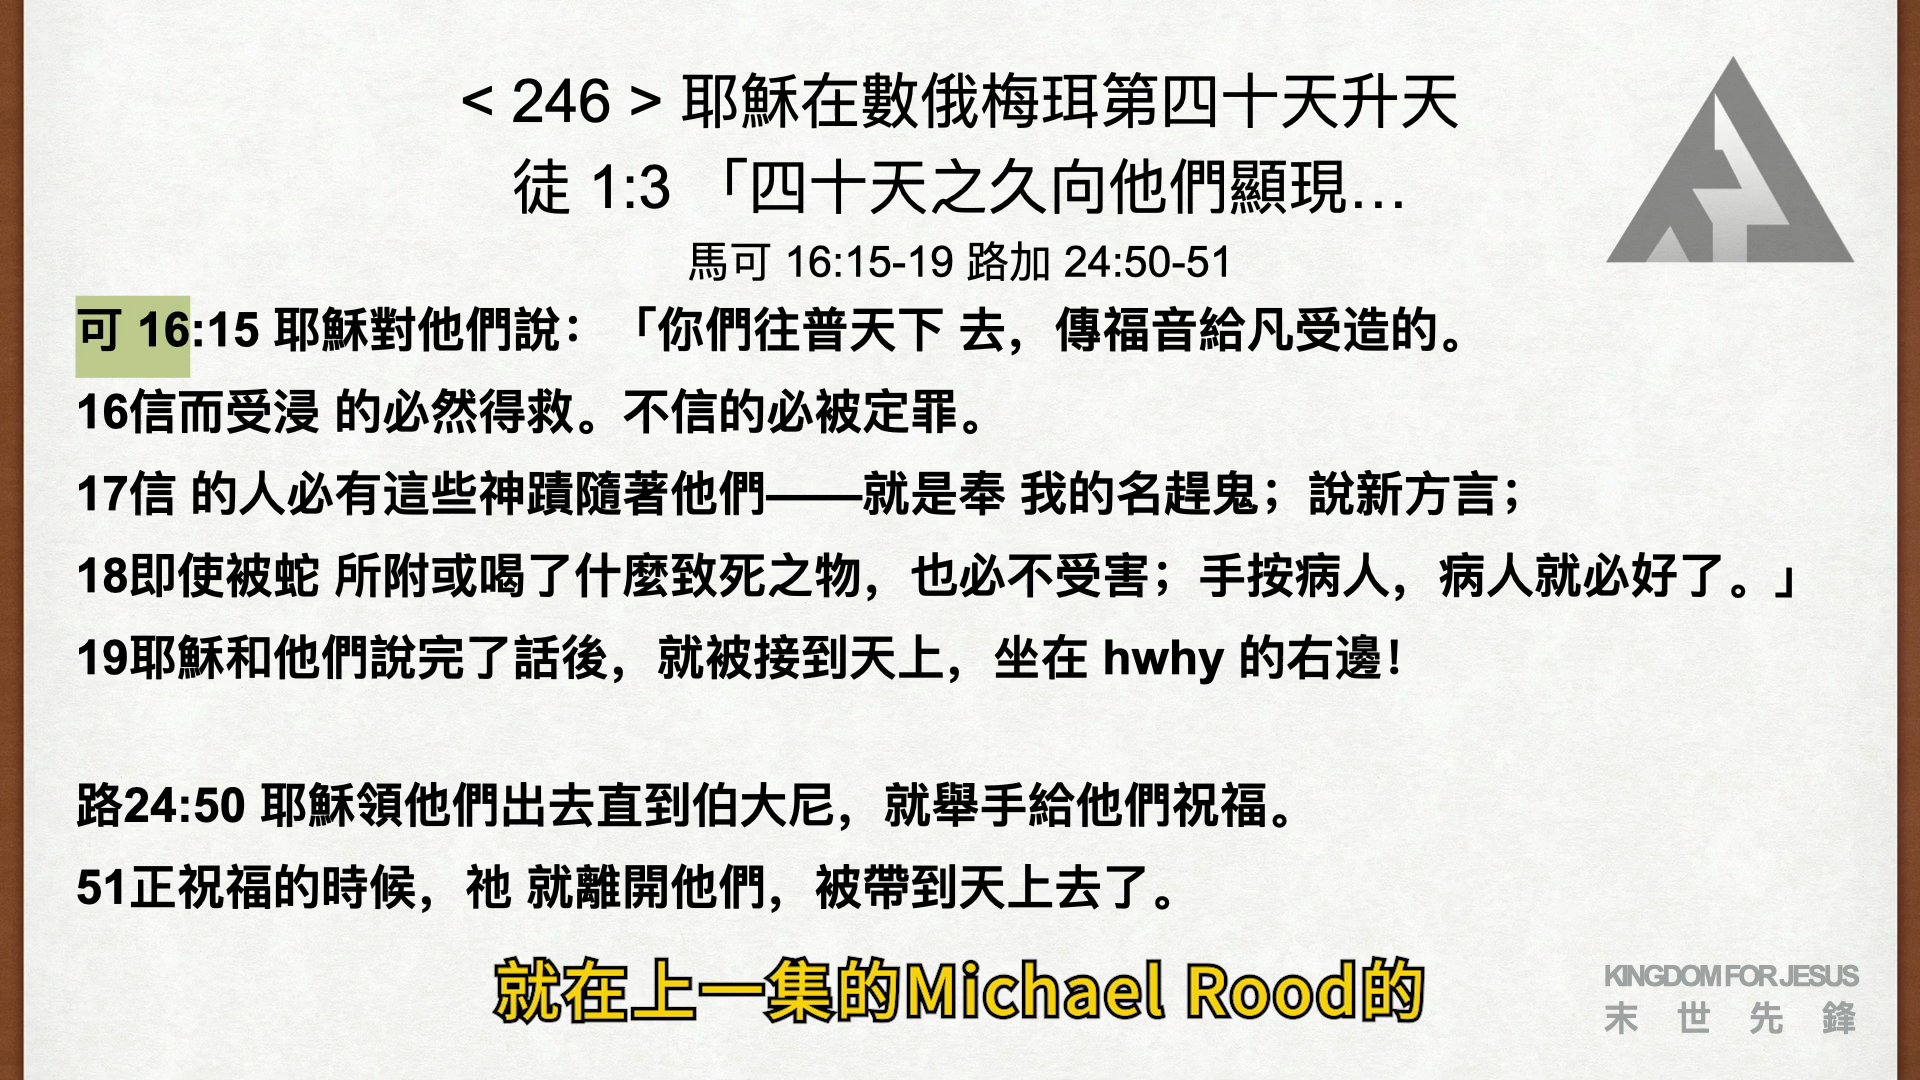 < 246 > 耶穌在數俄梅珥第四十天升天
徒 1:3 「四十天之久向他們顯現…
馬可 16:15-19 路加 24:50-51
可 16:15 耶穌對他們說：「你們往普天下 去，傳福音給凡受造的。
16信而受浸 的必然得救。不信的必被定罪。
17信 的人必有這些神蹟隨著他們——就是奉 我的名趕鬼；說新方言；
18即使被蛇 所附或喝了什麼致死之物，也必不受害；手按病人，病人就必好了。」
19耶穌和他們說完了話後，就被接到天上，坐在 hwhy 的右邊！
路24:50 耶穌領他們出去直到伯大尼，就舉手給他們祝福。
51正祝福的時候，祂 就離開他們，被帶到天上去了。
就在上一集的Michael Rood的
KINGDOM FOR JESUS
末世先鋒